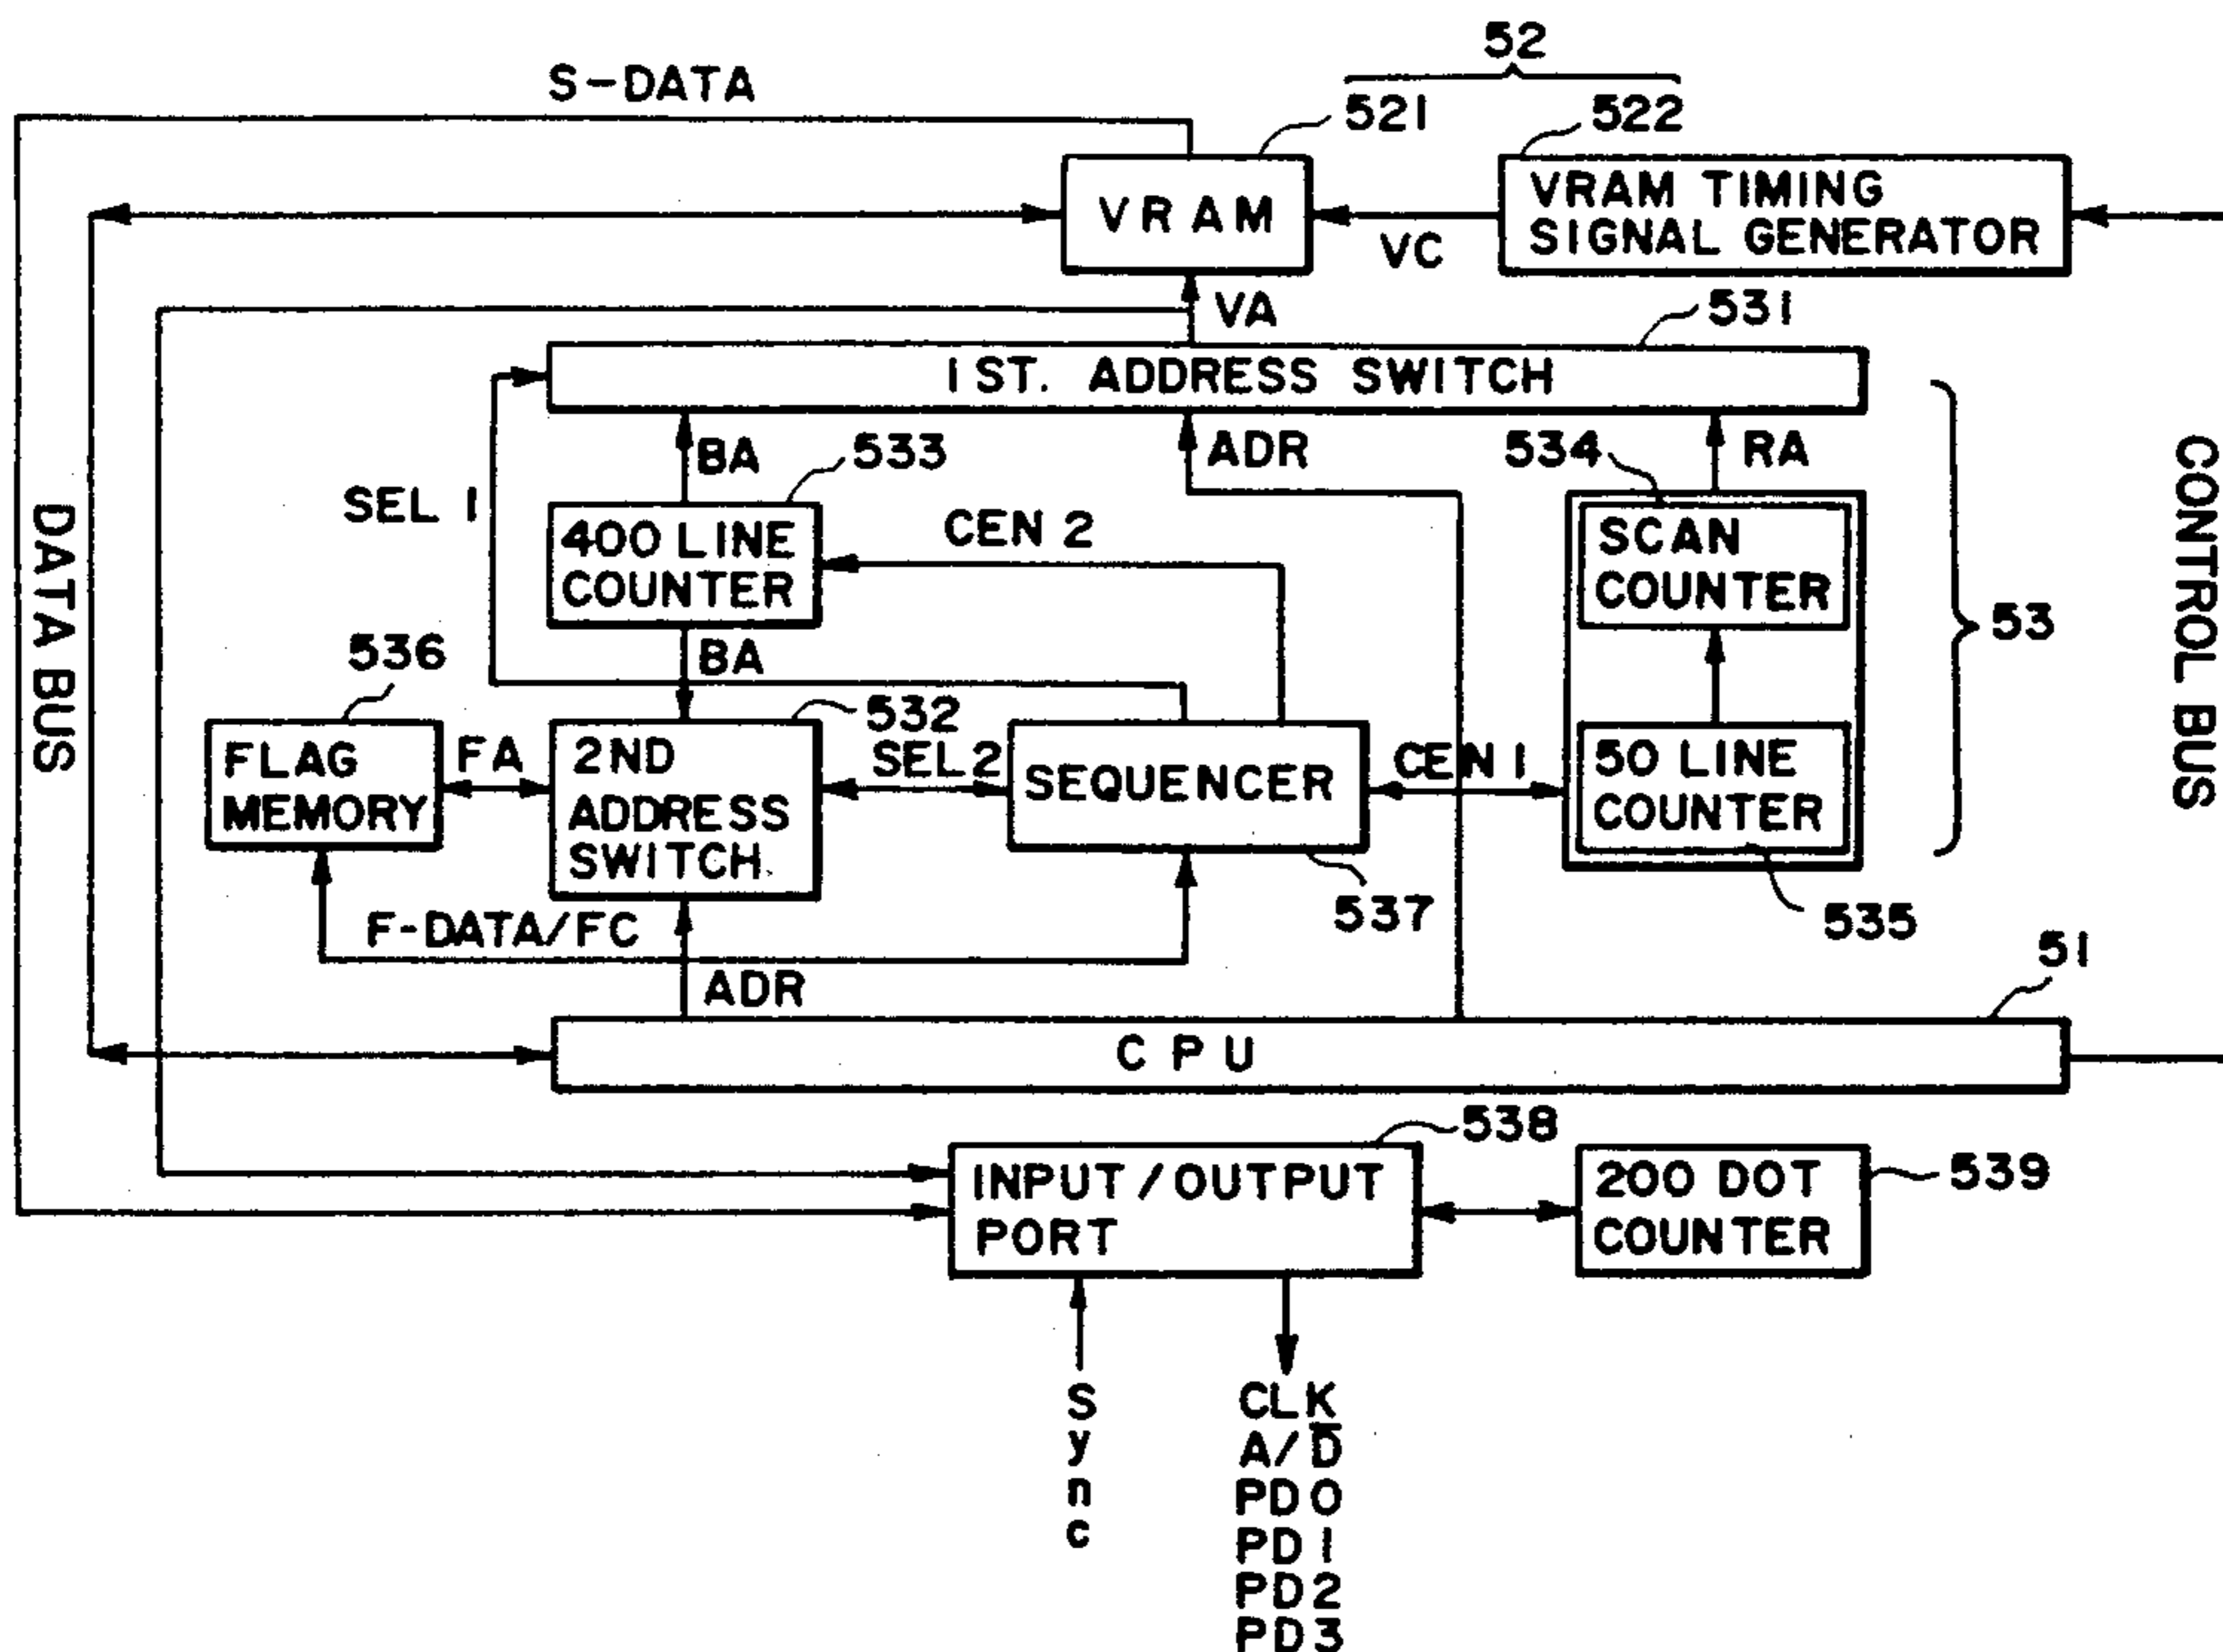 52
S-DATA
521
522
VRAM
VRAM TIMING
SIGNAL GENERATOR
VC
VA
531
1 ST. ADDRESS SWITCH
BA
533
ADR
534
RA
SEL 1
400 LINE
COUNTER
CEN 2
SCAN
COUNTER
53
CONTROL BUS
DATA BUS
536
BA
532
FLAG
MEMORY
FA
2ND
ADDRESS
SWITCH
SEL2
SEQUENCER
CEN 1
50 LINE
COUNTER
537
535
F-DATA/FC
ADR
51
CPU
538
INPUT/OUTPUT
PORT
200 DOT
COUNTER
539
Sync
CLK
A/D̅
PD0
PD1
PD2
PD3